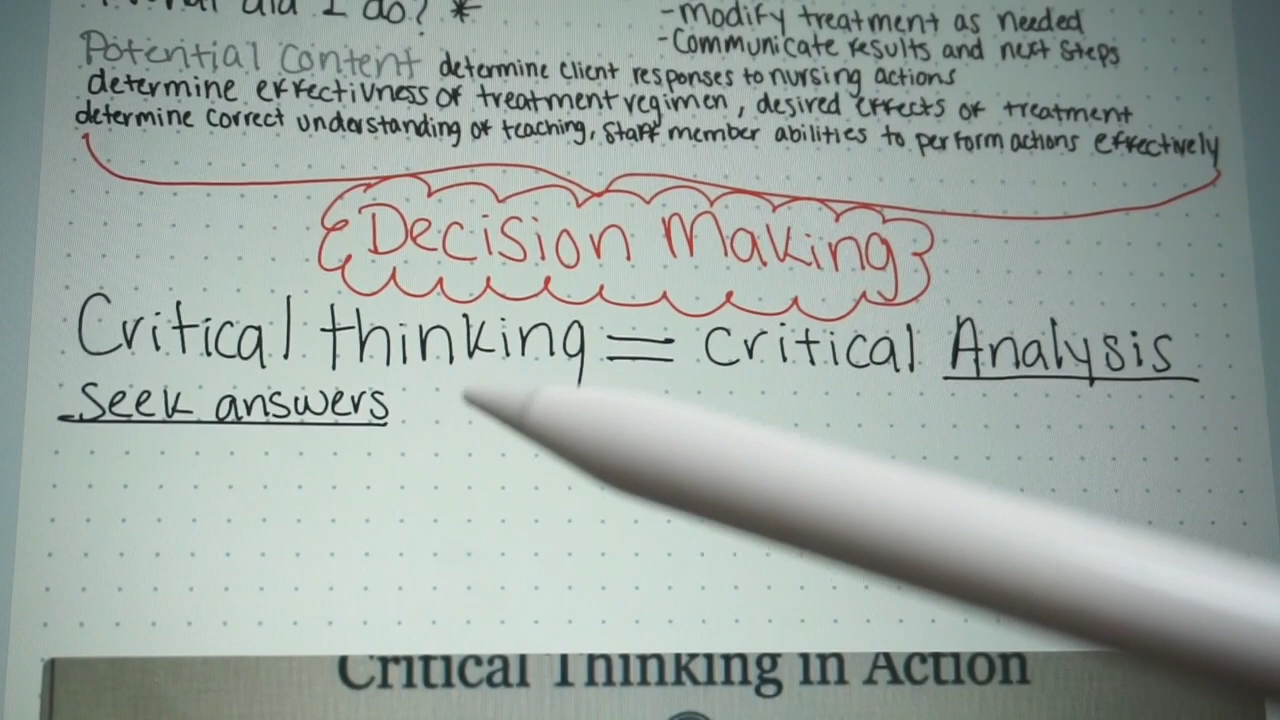 did I do? *
-modify treatment as needed
-Communicate results and next steps
Potential Content determine client responses to nursing actions
determine effectivness of treatment regimen, desired effects of treatment
determine correct understanding of teaching, staff member abilities to perform actions effectively
Decision Making
Critical thinking = critical Analysis
Seek answers
Critical Thinking in Action